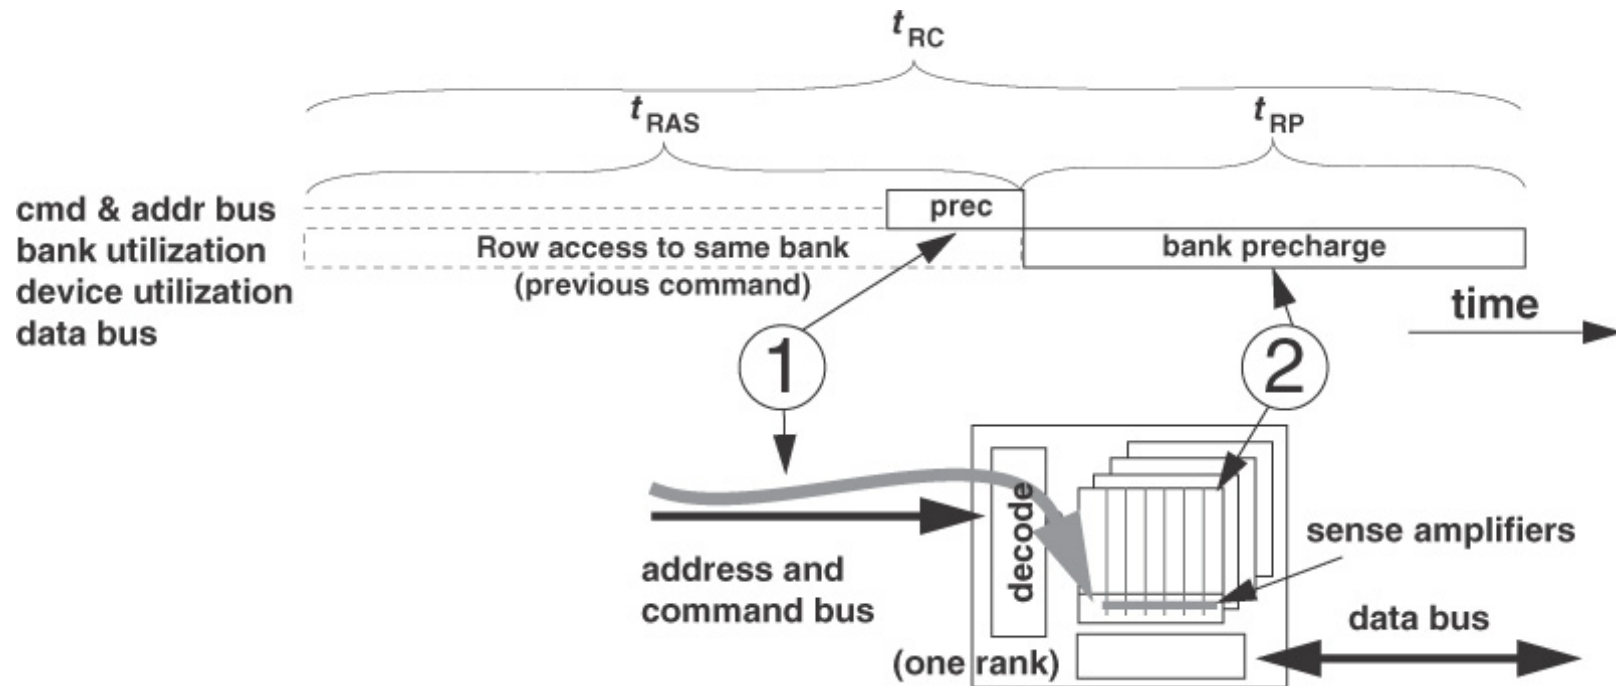 tRC
tRAS
tRP
cmd & addr bus
prec
bank utilization
Row access to same bank
bank precharge
device utilization
(previous command)
data bus
time
1
2
decode
sense amplifiers
address and
command bus
data bus
(one rank)